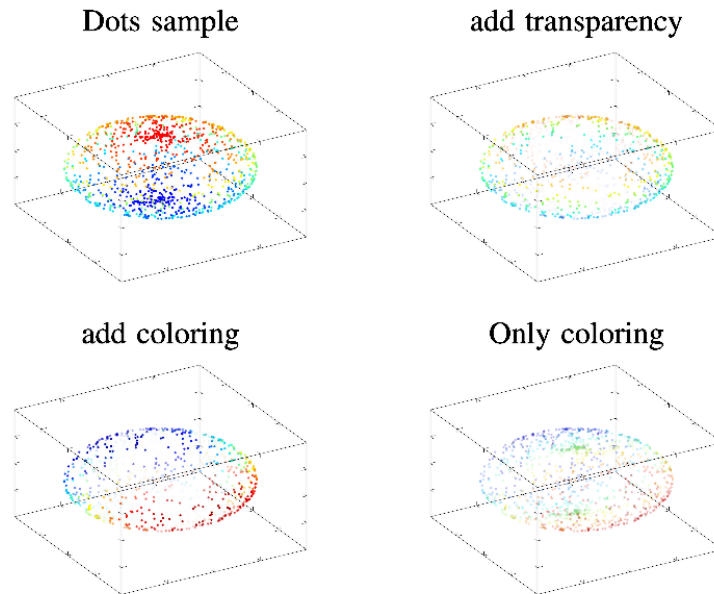 Dots sample
add transparency
add coloring
Only coloring